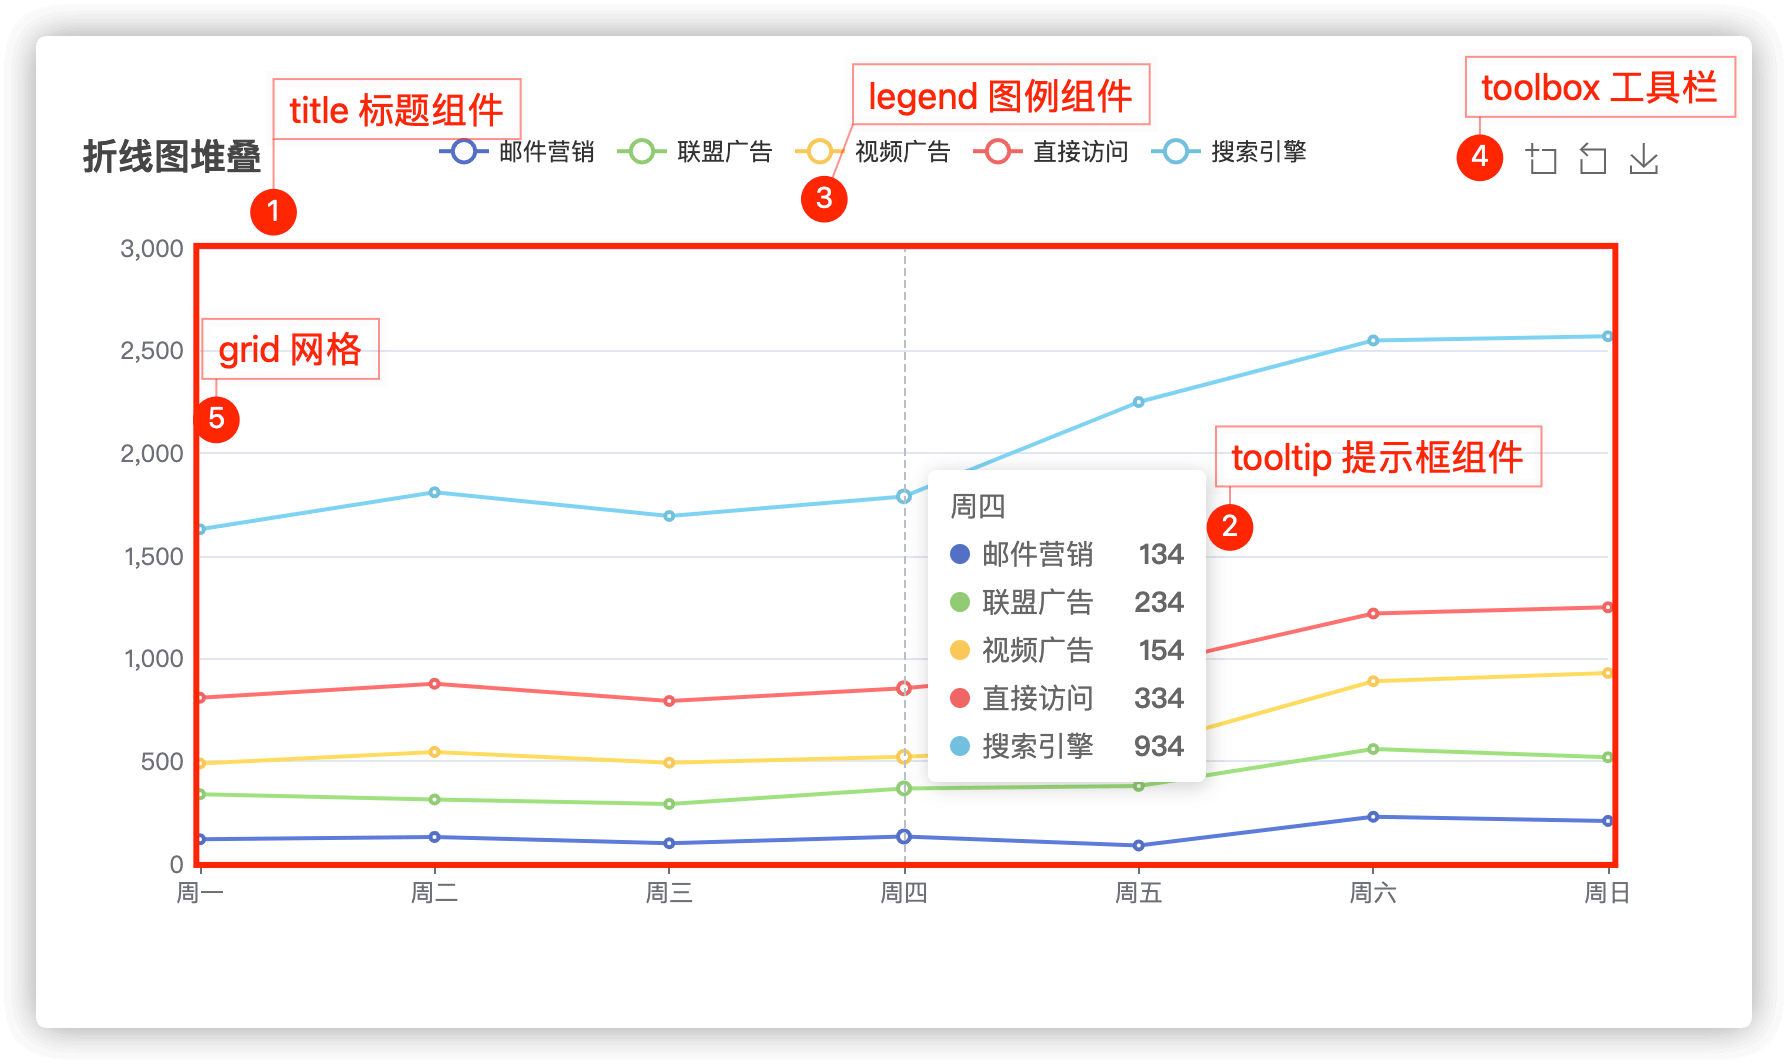 title 标题组件
legend 图例组件
toolbox 工具栏
折线图堆叠
邮件营销 联盟广告 视频广告 直接访问 搜索引擎
4
1
3
3,000
grid 网格
2,500
5
2,000
tooltip 提示框组件
2
周四
邮件营销 134
联盟广告 234
视频广告 154
直接访问 334
搜索引擎 934
1,500
1,000
500
0
周一 周二 周三 周四 周五 周六 周日